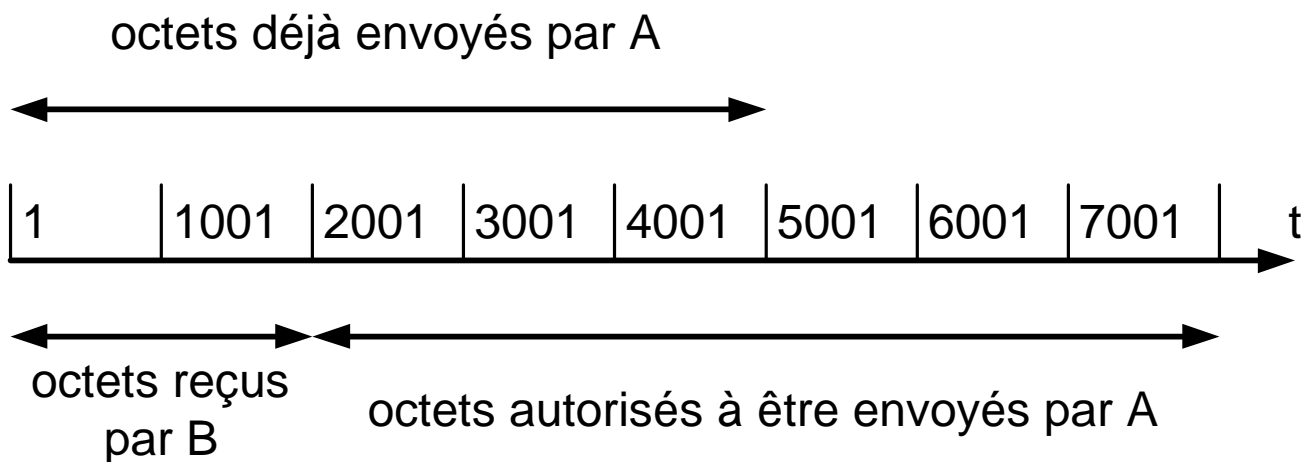 octets déjà envoyés par A
1 1001 2001 3001 4001 5001 6001 7001 t
octets reçus
par B
octets autorisés à être envoyés par A